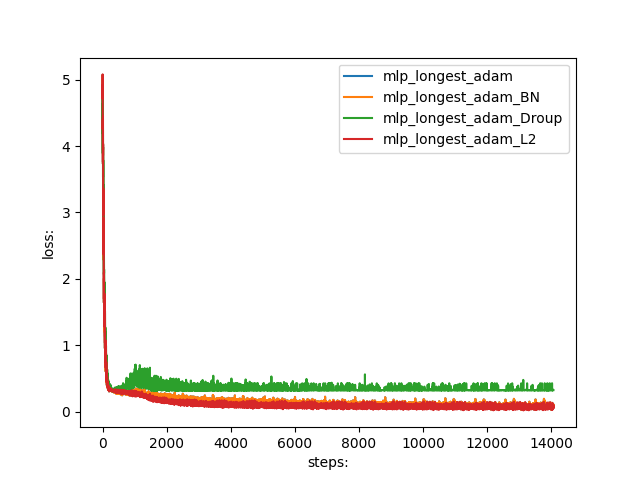 mlp_longest_adam
mlp_longest_adam_BN
mlp_longest_adam_Droup
mlp_longest_adam_L2
5
4
3
2
1
0
loss:
0 2000 4000 6000 8000 10000 12000 14000
steps: